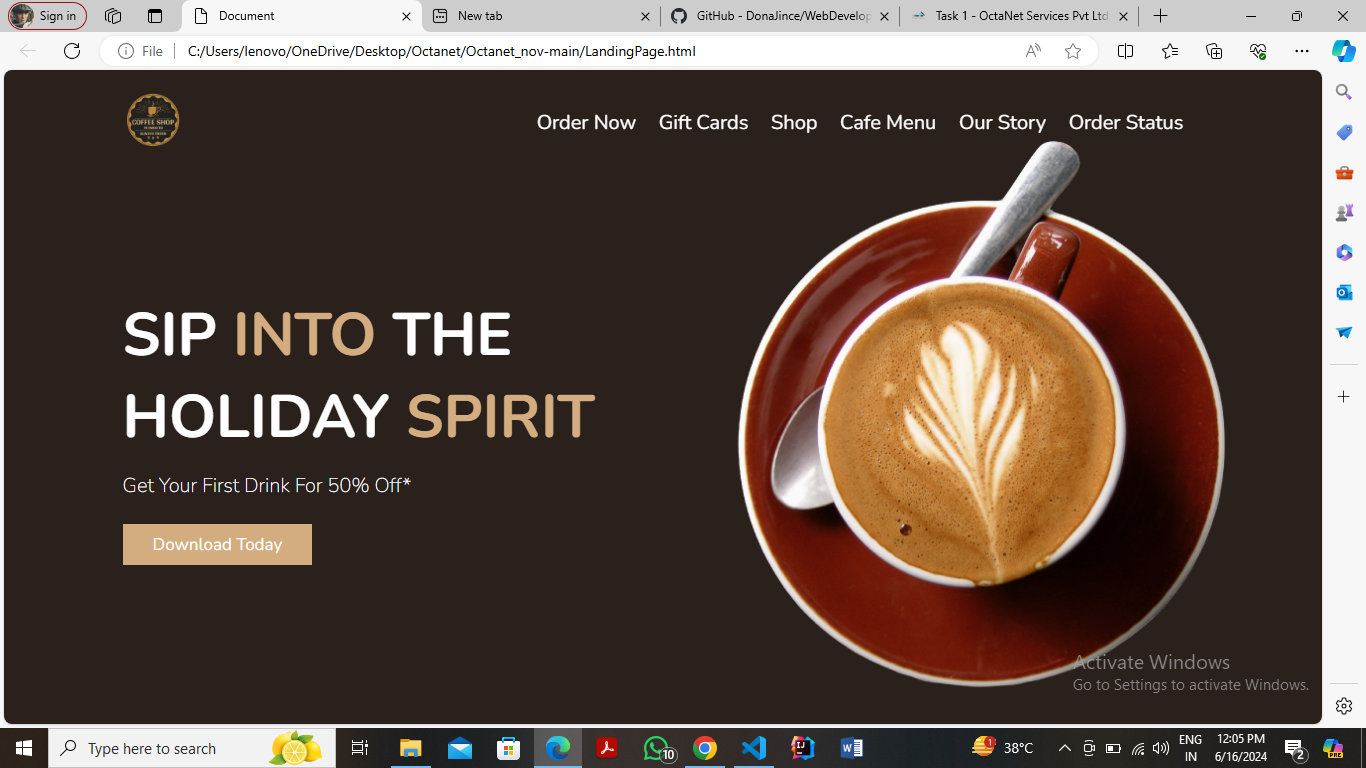 Sign in
Document
New tab
GitHub - DonaJince/WebDevelop
Task 1 - OctaNet Services Pvt Ltd
File
C:/Users/lenovo/OneDrive/Desktop/Octanet/Octanet_nov-main/LandingPage.html
COFFEE SHOP
Order Now Gift Cards Shop Cafe Menu Our Story Order Status
SIP INTO THE
HOLIDAY SPIRIT
Get Your First Drink For 50% Off*
Download Today
Activate Windows
Go to Settings to activate Windows.
Type here to search
10
1
38°C
ENG
IN
12:05 PM
6/16/2024
2
PRE